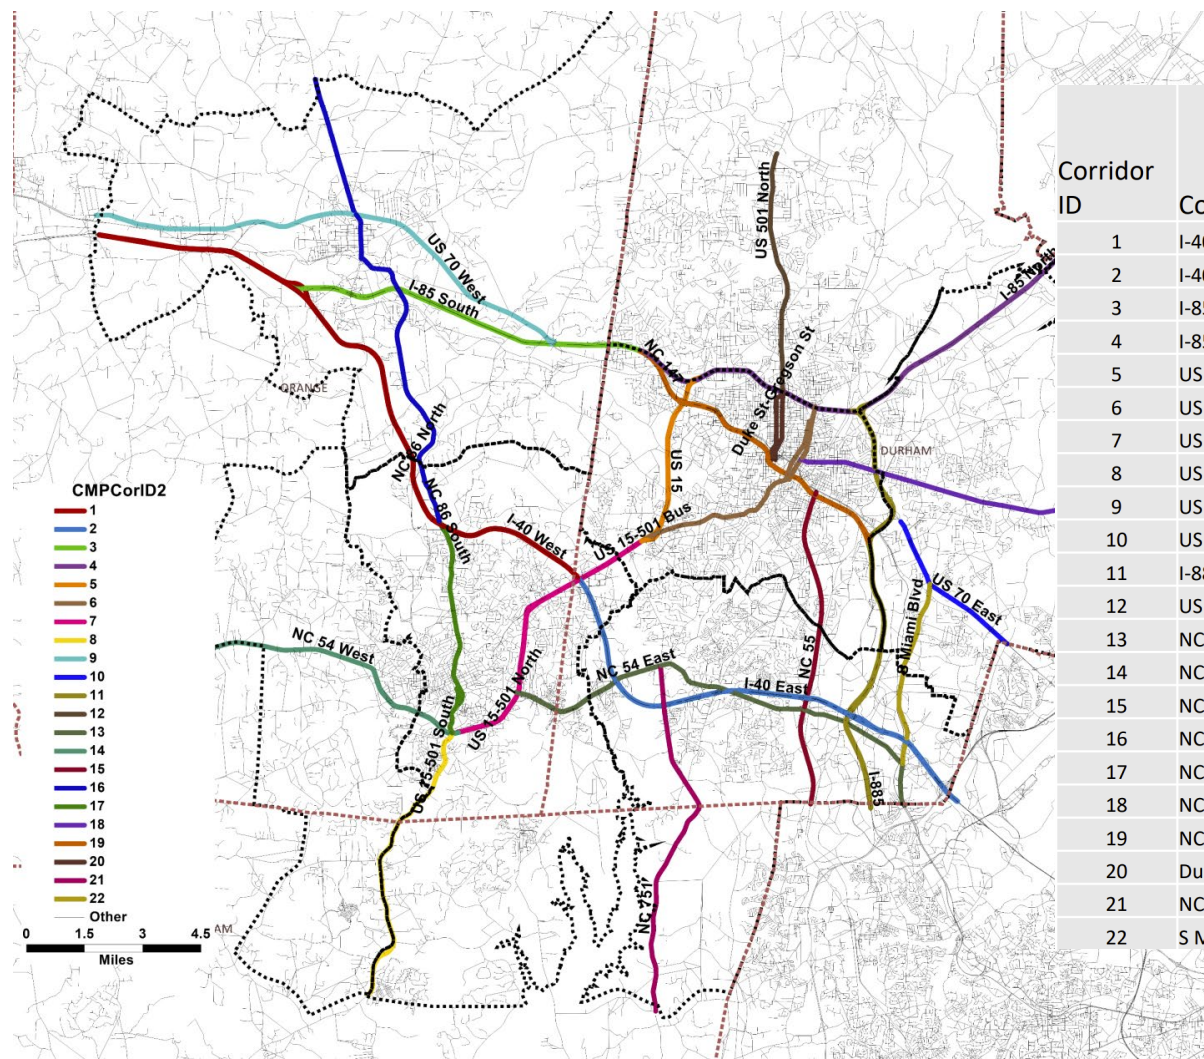 US 501 North
US 70 West
I-85 South
I-85 North
NC 147
Duke St-Gregson St
ORANGE
DURHAM
NC 86 North
NC 86 South
US 15
US 15-501 Bus
I-40 West
US 70 East
S Miami Blvd
NC 54 West
NC 54 East
NC 55
I-40 East
US 15-501 North
US 15-501 South
I-885
NC 751
AM
CMPCorID2
1
2
3
4
5
6
7
8
9
10
11
12
13
14
15
16
17
18
19
20
21
22
Other
0 1.5 3 4.5
Miles
Corridor
ID Co
1 I-40
2 I-40
3 I-85
4 I-85
5 US
6 US
7 US
8 US
9 US
10 US
11 I-88
12 US
13 NC
14 NC
15 NC
16 NC
17 NC
18 NC
19 NC
20 Du
21 NC
22 S M